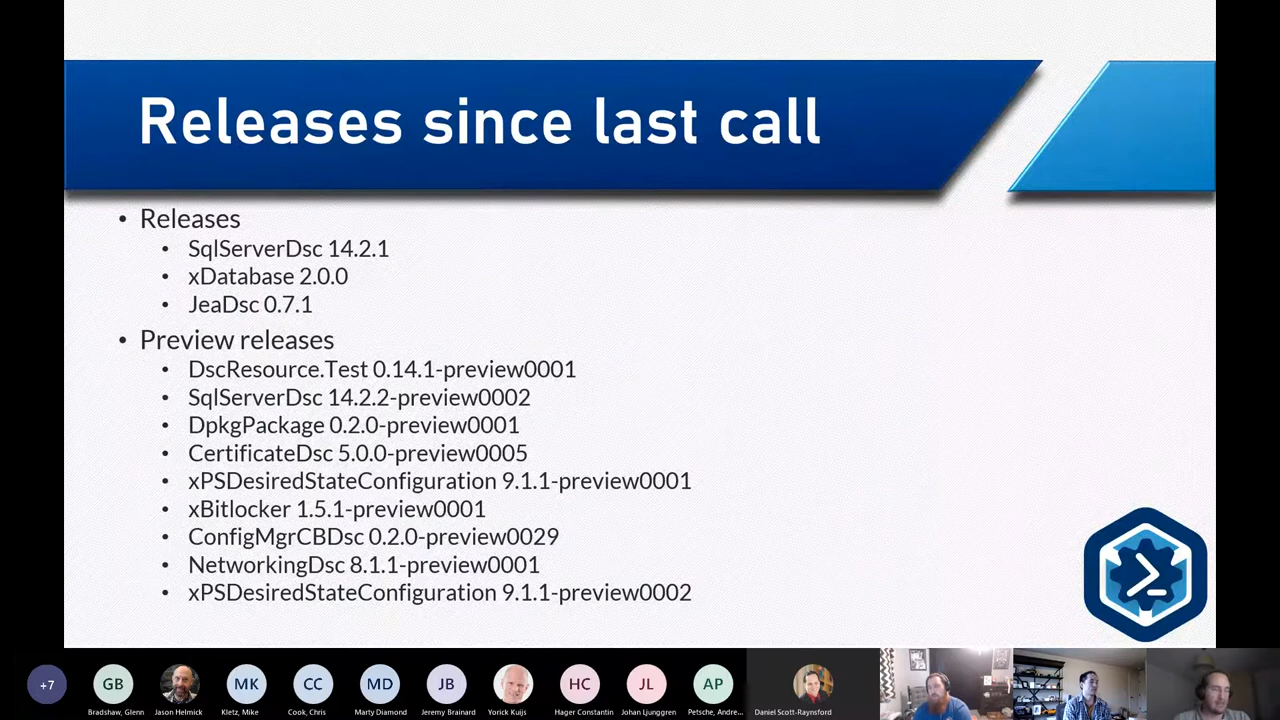 Releases since last call
• Releases
• SqlServerDsc 14.2.1
• xDatabase 2.0.0
• JeaDsc 0.7.1
• Preview releases
• DscResource.Test 0.14.1-preview0001
• SqlServerDsc 14.2.2-preview0002
• DpkgPackage 0.2.0-preview0001
• CertificateDsc 5.0.0-preview0005
• xPSDesiredStateConfiguration 9.1.1-preview0001
• xBitlocker 1.5.1-preview0001
• ConfigMgrCBDsc 0.2.0-preview0029
• NetworkingDsc 8.1.1-preview0001
• xPSDesiredStateConfiguration 9.1.1-preview0002
+7 GB MK CC MD JB HC JL AP
Bradshaw, Glenn Jason Helmick Kletz, Mike Cook, Chris Marty Diamond Jeremy Brainard Yorick Kuijs Hager Constantin Johan Ljunggren Petsche, Andre... Daniel Scott-Raynsford